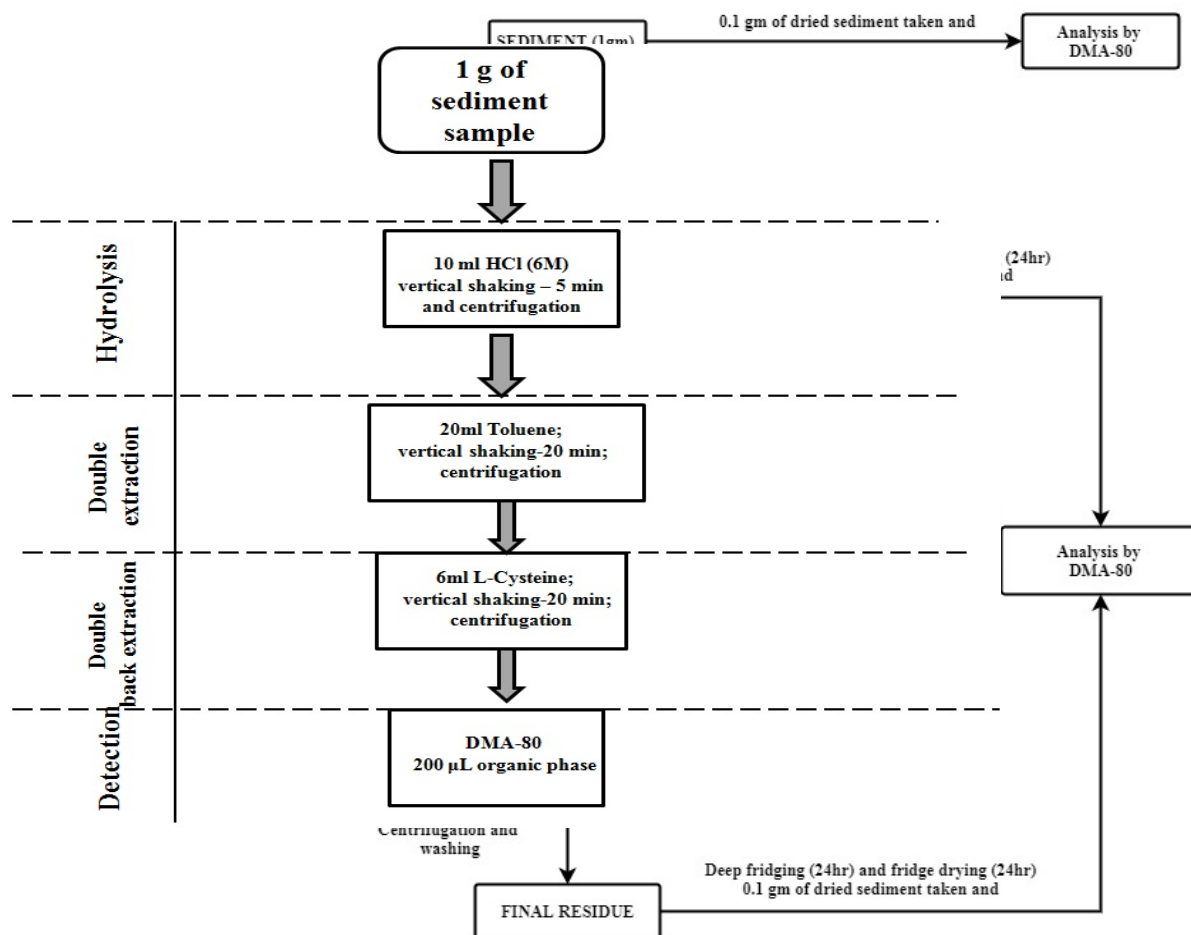 0.1 gm of dried sediment taken and
SEDIMENT (1gm)
Analysis by
DMA-80
1 g of
sediment
sample
Hydrolysis
10 ml HCl (6M)
vertical shaking – 5 min
and centrifugation
(24hr)
Double
extraction
20ml Toluene;
vertical shaking-20 min;
centrifugation
Analysis by
DMA-80
Double
back extraction
6ml L-Cysteine;
vertical shaking-20 min;
centrifugation
Detection
DMA-80
200 µL organic phase
Centrifugation and
washing
Deep fridging (24hr) and fridge drying (24hr)
0.1 gm of dried sediment taken and
FINAL RESIDUE